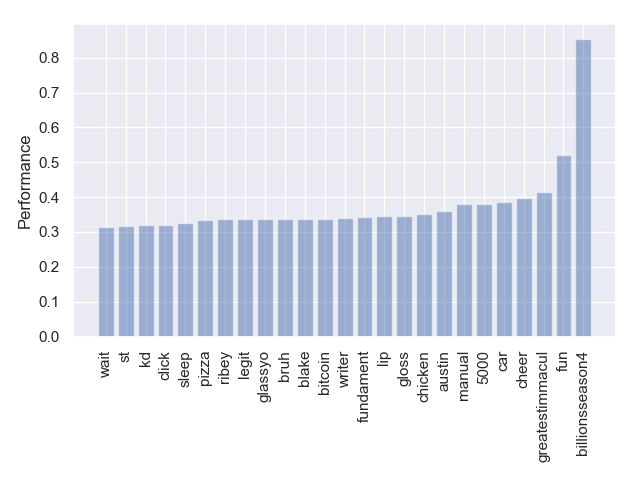 0.8
0.7
0.6
0.5
0.4
0.3
0.2
0.1
0.0
Performance
wait
st
kd
click
sleep
pizza
ribey
legit
glassyo
bruh
blake
bitcoin
writer
fundament
lip
gloss
chicken
austin
manual
5000
car
cheer
greatestimmacul
fun
billionsseason4